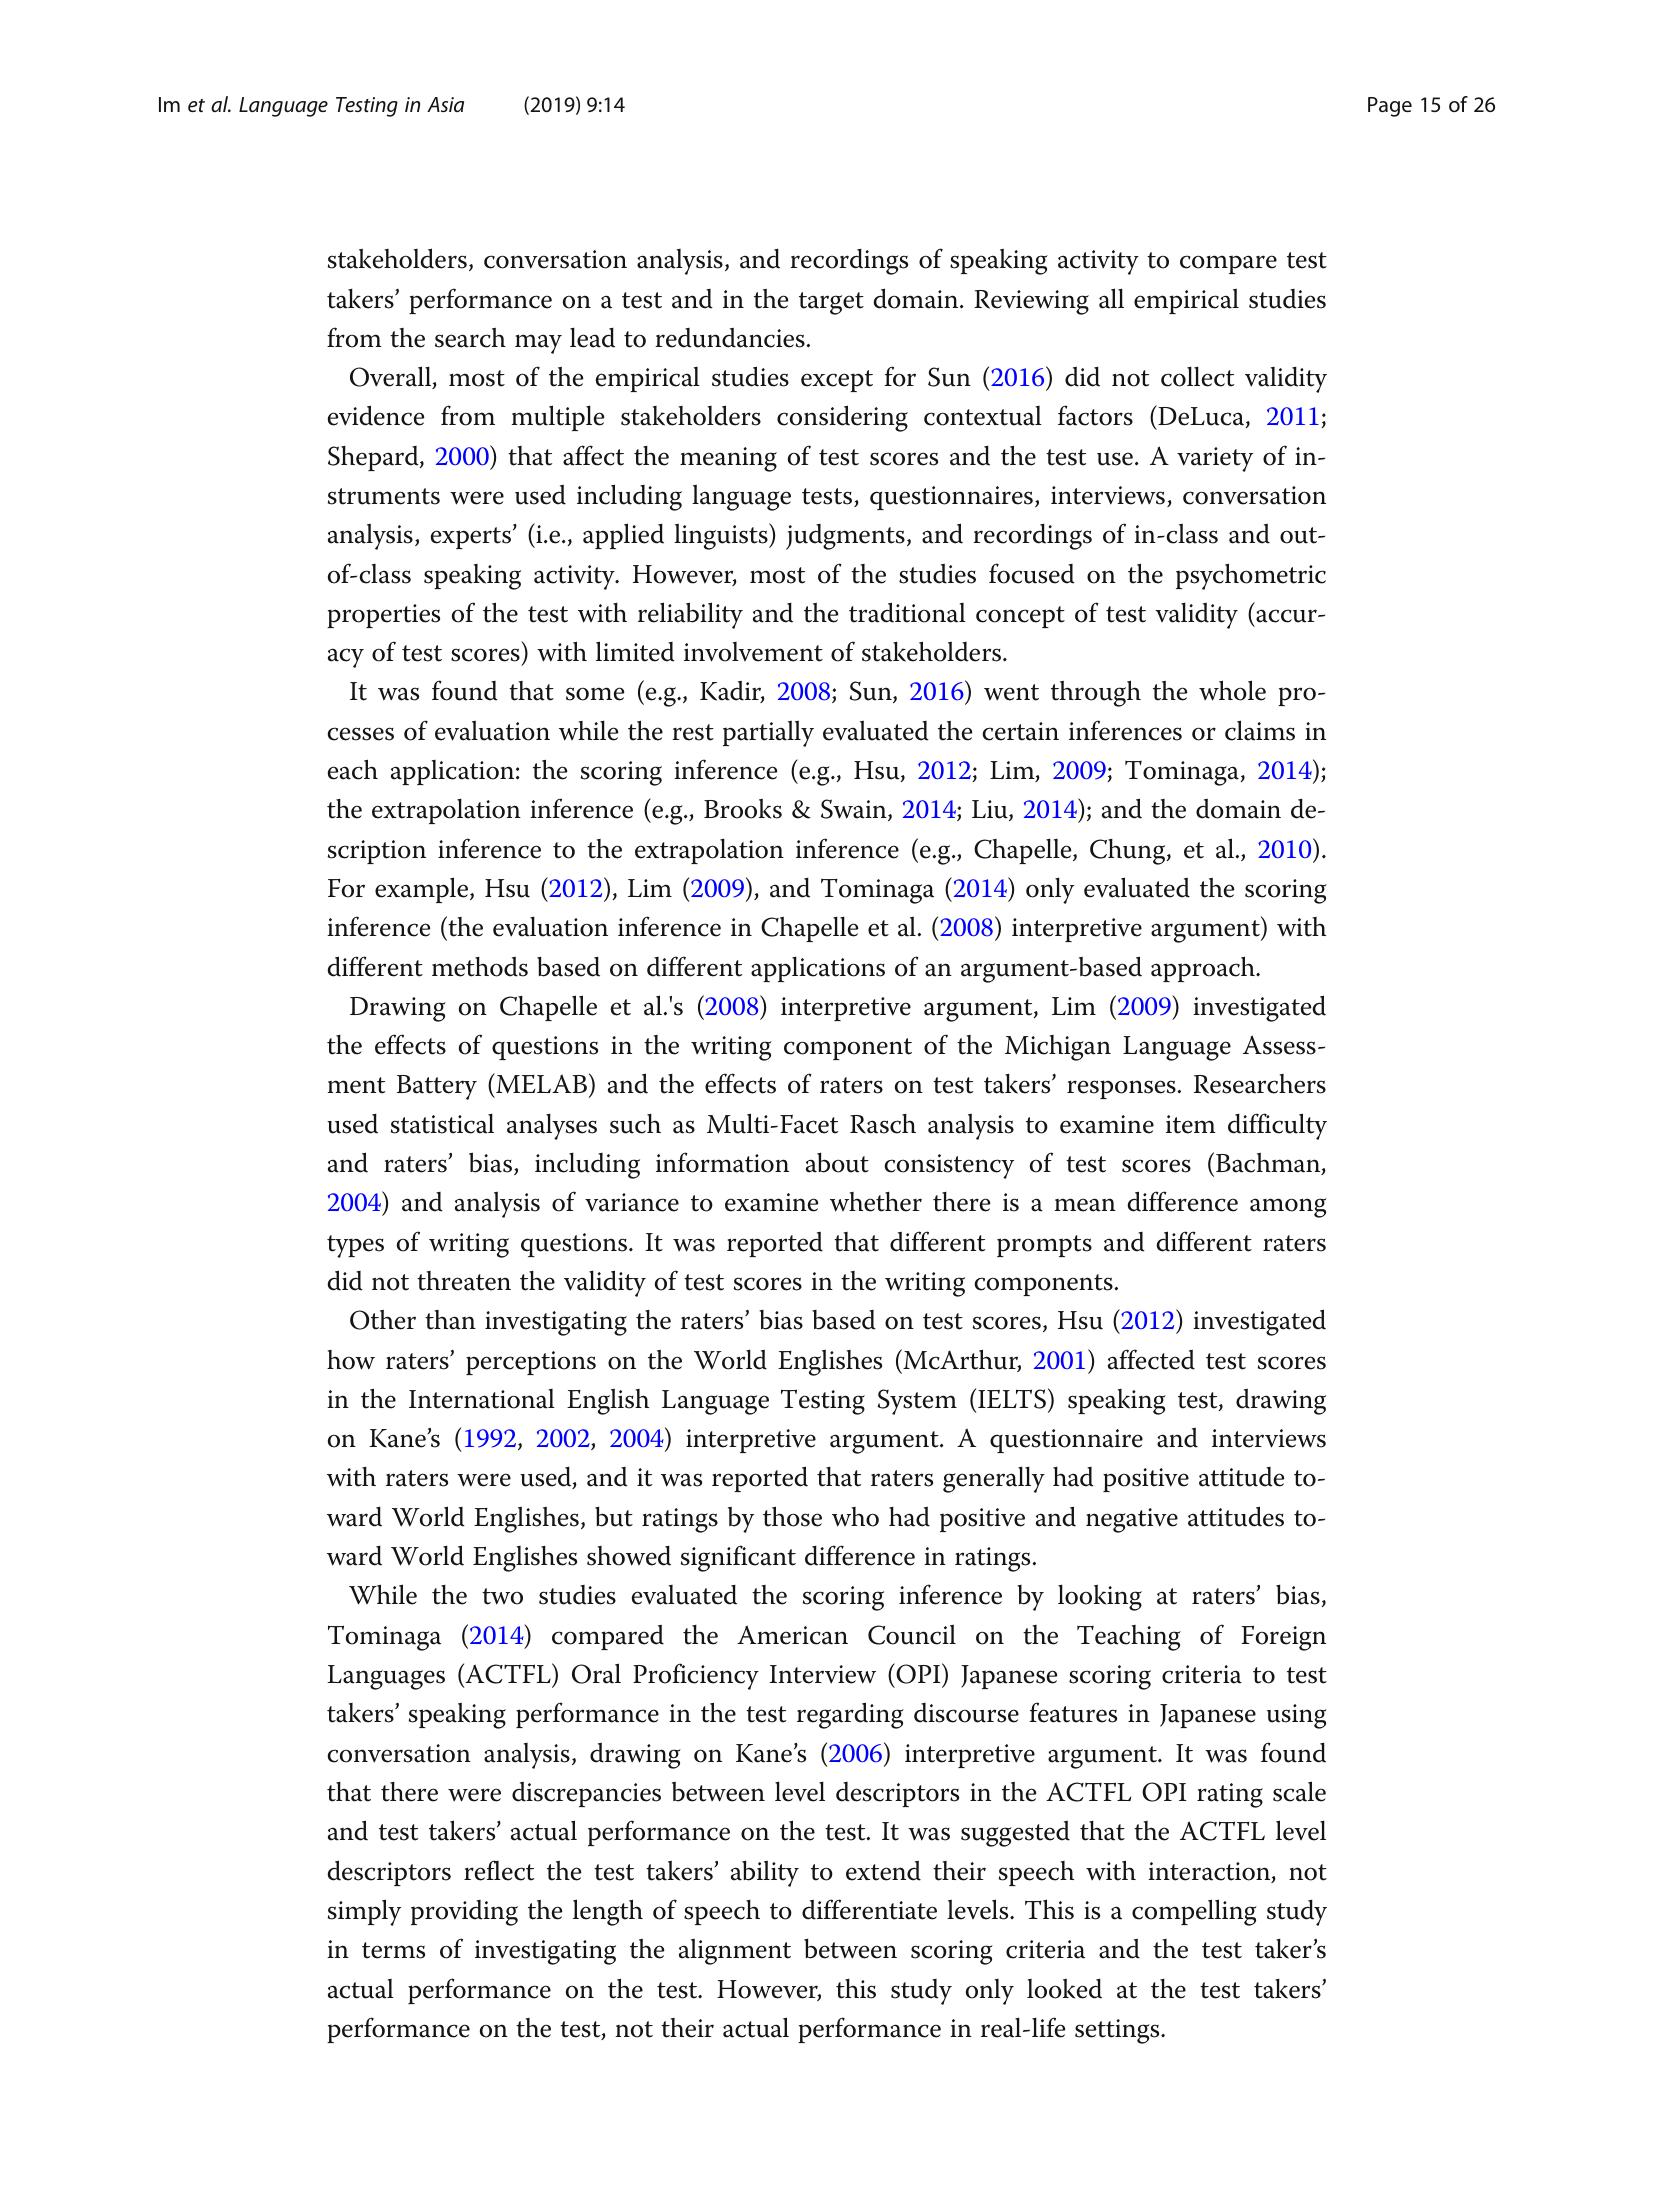 Im et al. Language Testing in Asia (2019) 9:14 Page 15 of 26
stakeholders, conversation analysis, and recordings of speaking activity to compare test
takers’ performance on a test and in the target domain. Reviewing all empirical studies
from the search may lead to redundancies.
Overall, most of the empirical studies except for Sun (2016) did not collect validity
evidence from multiple stakeholders considering contextual factors (DeLuca, 2011;
Shepard, 2000) that affect the meaning of test scores and the test use. A variety of in-
struments were used including language tests, questionnaires, interviews, conversation
analysis, experts’ (i.e., applied linguists) judgments, and recordings of in-class and out-
of-class speaking activity. However, most of the studies focused on the psychometric
properties of the test with reliability and the traditional concept of test validity (accur-
acy of test scores) with limited involvement of stakeholders.
It was found that some (e.g., Kadir, 2008; Sun, 2016) went through the whole pro-
cesses of evaluation while the rest partially evaluated the certain inferences or claims in
each application: the scoring inference (e.g., Hsu, 2012; Lim, 2009; Tominaga, 2014);
the extrapolation inference (e.g., Brooks & Swain, 2014; Liu, 2014); and the domain de-
scription inference to the extrapolation inference (e.g., Chapelle, Chung, et al., 2010).
For example, Hsu (2012), Lim (2009), and Tominaga (2014) only evaluated the scoring
inference (the evaluation inference in Chapelle et al. (2008) interpretive argument) with
different methods based on different applications of an argument-based approach.
Drawing on Chapelle et al.'s (2008) interpretive argument, Lim (2009) investigated
the effects of questions in the writing component of the Michigan Language Assess-
ment Battery (MELAB) and the effects of raters on test takers’ responses. Researchers
used statistical analyses such as Multi-Facet Rasch analysis to examine item difficulty
and raters’ bias, including information about consistency of test scores (Bachman,
2004) and analysis of variance to examine whether there is a mean difference among
types of writing questions. It was reported that different prompts and different raters
did not threaten the validity of test scores in the writing components.
Other than investigating the raters’ bias based on test scores, Hsu (2012) investigated
how raters’ perceptions on the World Englishes (McArthur, 2001) affected test scores
in the International English Language Testing System (IELTS) speaking test, drawing
on Kane’s (1992, 2002, 2004) interpretive argument. A questionnaire and interviews
with raters were used, and it was reported that raters generally had positive attitude to-
ward World Englishes, but ratings by those who had positive and negative attitudes to-
ward World Englishes showed significant difference in ratings.
While the two studies evaluated the scoring inference by looking at raters’ bias,
Tominaga (2014) compared the American Council on the Teaching of Foreign
Languages (ACTFL) Oral Proficiency Interview (OPI) Japanese scoring criteria to test
takers’ speaking performance in the test regarding discourse features in Japanese using
conversation analysis, drawing on Kane’s (2006) interpretive argument. It was found
that there were discrepancies between level descriptors in the ACTFL OPI rating scale
and test takers’ actual performance on the test. It was suggested that the ACTFL level
descriptors reflect the test takers’ ability to extend their speech with interaction, not
simply providing the length of speech to differentiate levels. This is a compelling study
in terms of investigating the alignment between scoring criteria and the test taker’s
actual performance on the test. However, this study only looked at the test takers’
performance on the test, not their actual performance in real-life settings.